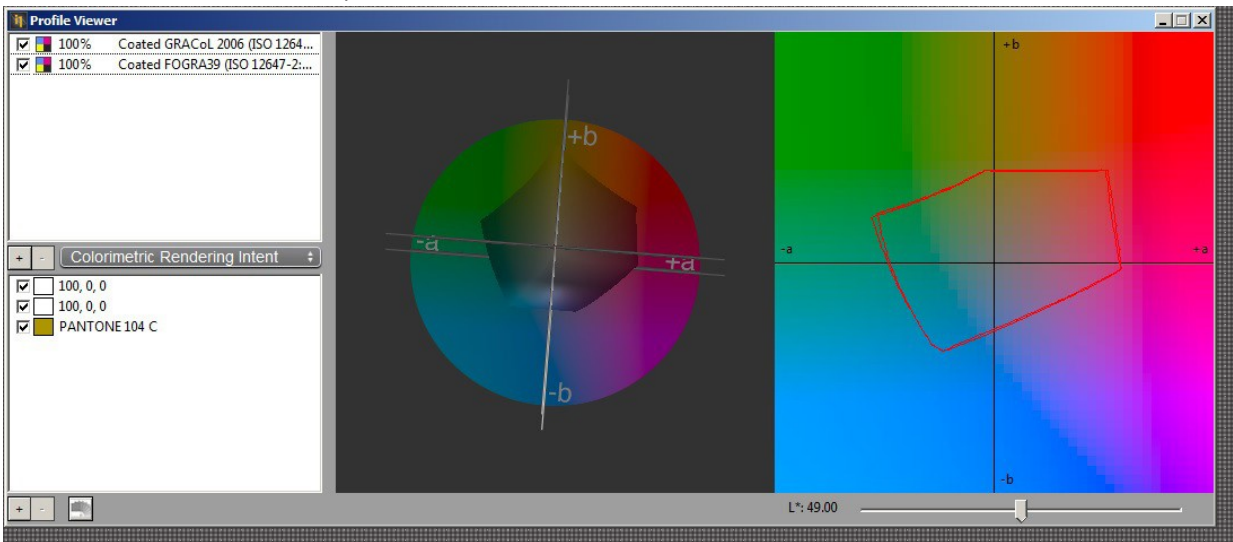 Profile Viewer
100% Coated GRACoL 2006 (ISO 1264...
100% Coated FOGRA39 (ISO 12647-2:...
+ - Colorimetric Rendering Intent
100, 0, 0
100, 0, 0
PANTONE 104 C
+ -
+b
-a
+a
-b
+b
-a
+a
-b
L*: 49.00